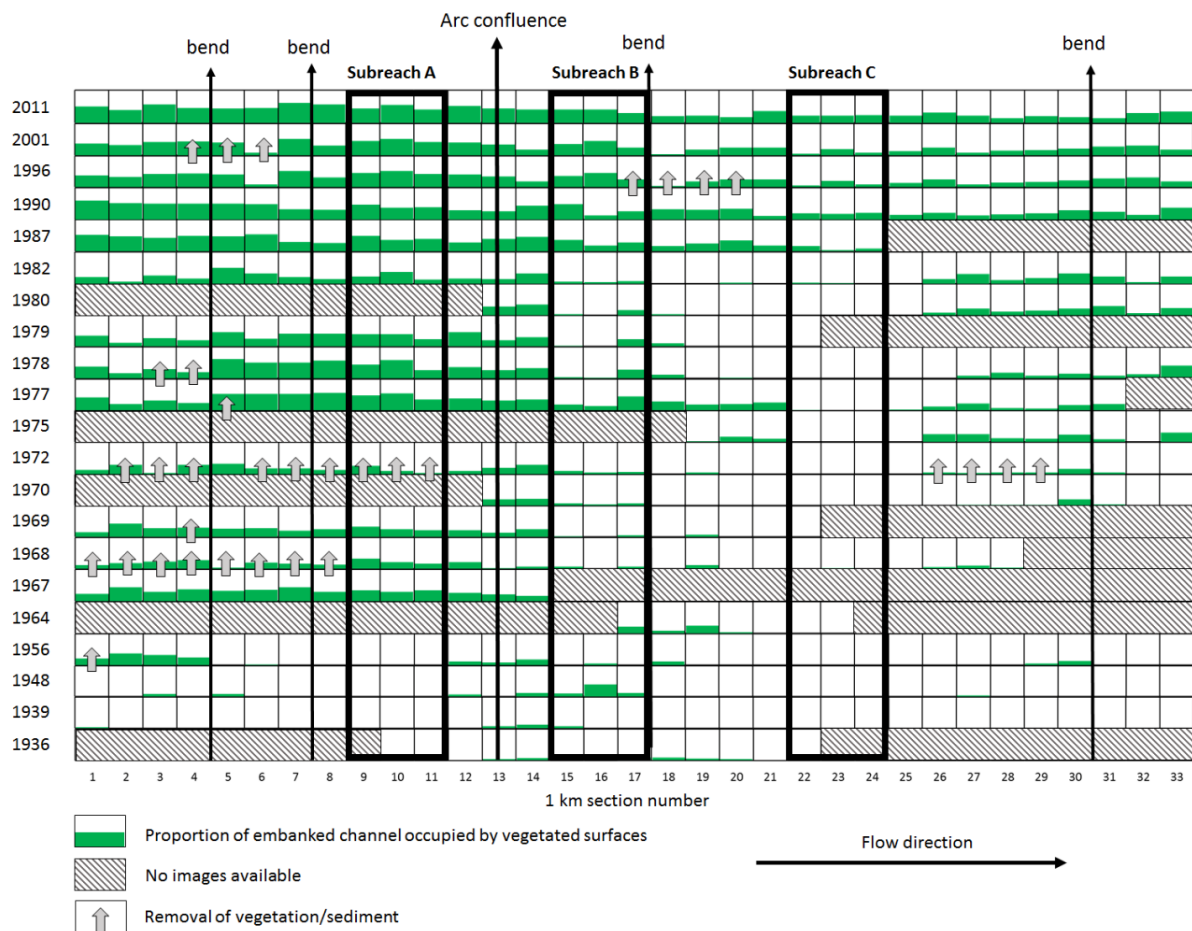 Arc confluence
bend
bend
bend
bend
Subreach A
Subreach B
Subreach C
2011
2001
1996
1990
1987
1982
1980
1979
1978
1977
1975
1972
1970
1969
1968
1967
1964
1956
1948
1939
1936
1 2 3 4 5 6 7 8 9 10 11 12 13 14 15 16 17 18 19 20 21 22 23 24 25 26 27 28 29 30 31 32 33
1 km section number
Proportion of embanked channel occupied by vegetated surfaces
Flow direction
No images available
Removal of vegetation/sediment